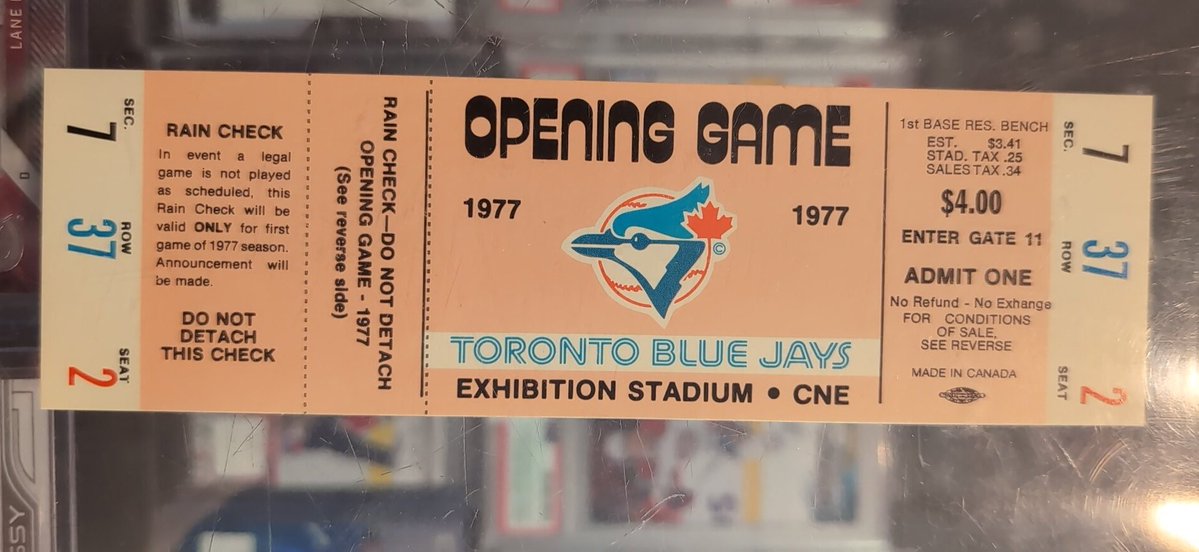 SEC.
7
ROW
37
SEAT
2
RAIN CHECK
In event a legal
game is not played
as scheduled, this
Rain Check will be
valid ONLY for first
game of 1977 season.
Announcement will
be made.
DO NOT
DETACH
THIS CHECK
RAIN CHECK—DO NOT DETACH
OPENING GAME - 1977
(See reverse side)
OPENING GAME
1977
1977
©
TORONTO BLUE JAYS
EXHIBITION STADIUM • CNE
1st BASE RES. BENCH
EST. $3.41
STAD. TAX .25
SALES TAX .34
$4.00
ENTER GATE 11
ADMIT ONE
No Refund - No Exhange
FOR CONDITIONS
OF SALE,
SEE REVERSE
MADE IN CANADA
SEC.
7
ROW
37
SEAT
2
LANE